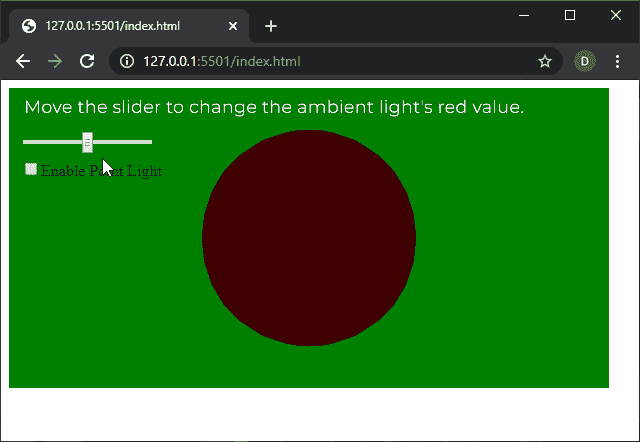 127.0.0.1:5501/index.html
127.0.0.1:5501/index.html
D
Move the slider to change the ambient light's red value.
Enable Point Light